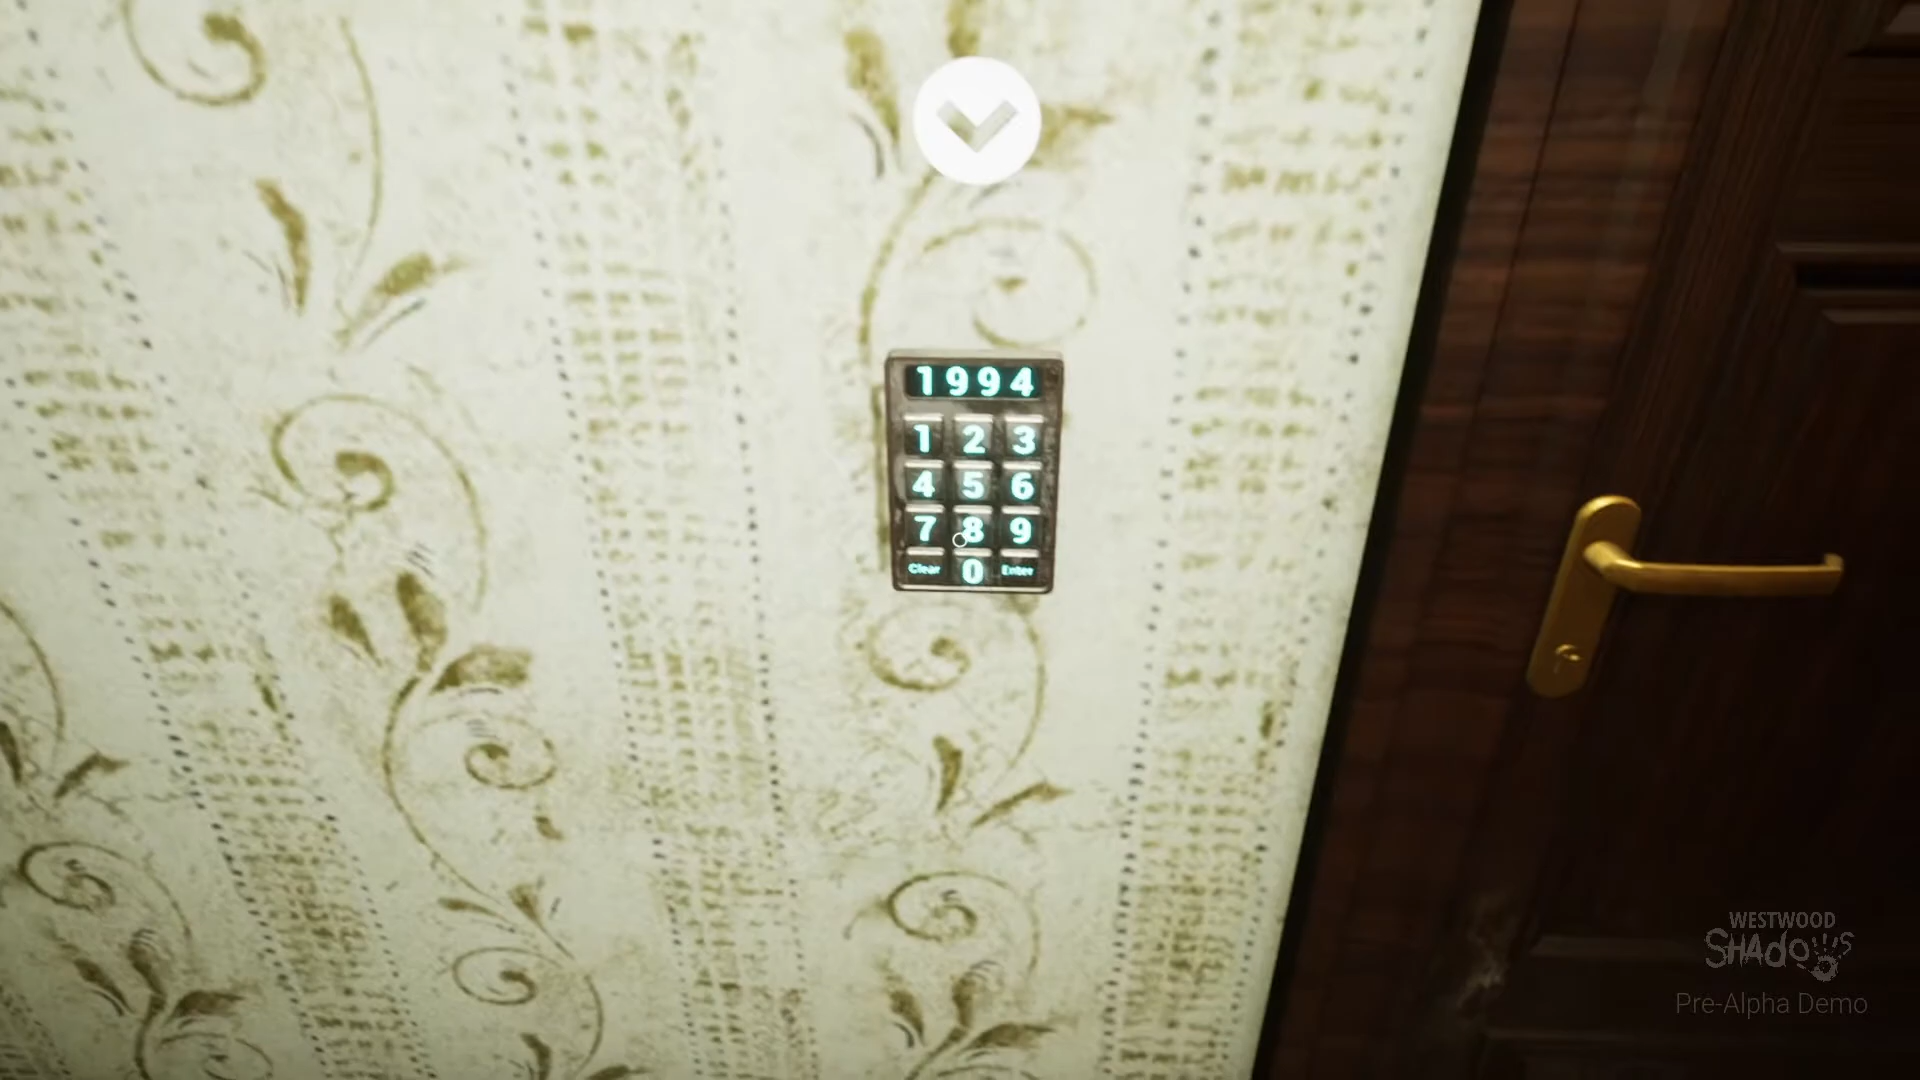 1994
1 2 3
4 5 6
7 8 9
Clear 0 Enter
WESTWOOD
SHAdoWS
Pre-Alpha Demo